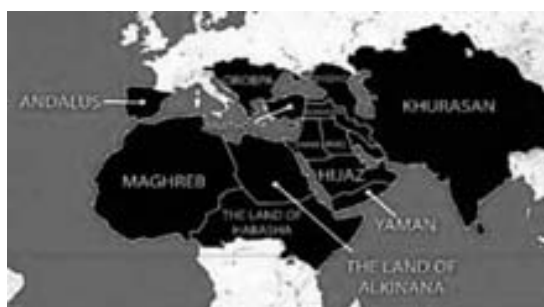 OROBPA
ANDALUS
KHURASAN
MAGHREB
HIJAZ
THE LAND OF
HABASHA
YAMAN
THE LAND OF
ALKINANA